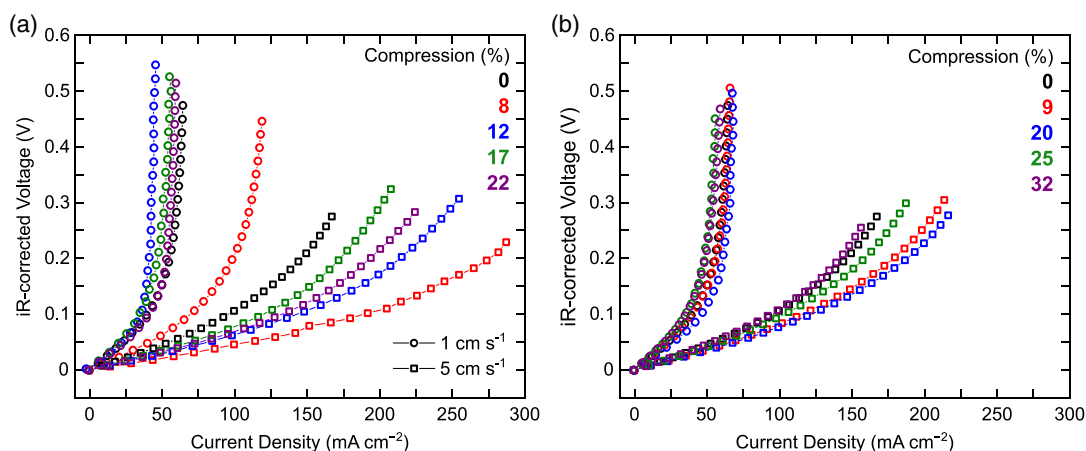 (a)
iR-corrected Voltage (V)
0.6
0.5
0.4
0.3
0.2
0.1
0
Compression (%)
0
8
12
17
22
1 cm s⁻¹
5 cm s⁻¹
0 50 100 150 200 250 300
Current Density (mA cm⁻²)
(b)
iR-corrected Voltage (V)
0.6
0.5
0.4
0.3
0.2
0.1
0
Compression (%)
0
9
20
25
32
0 50 100 150 200 250 300
Current Density (mA cm⁻²)